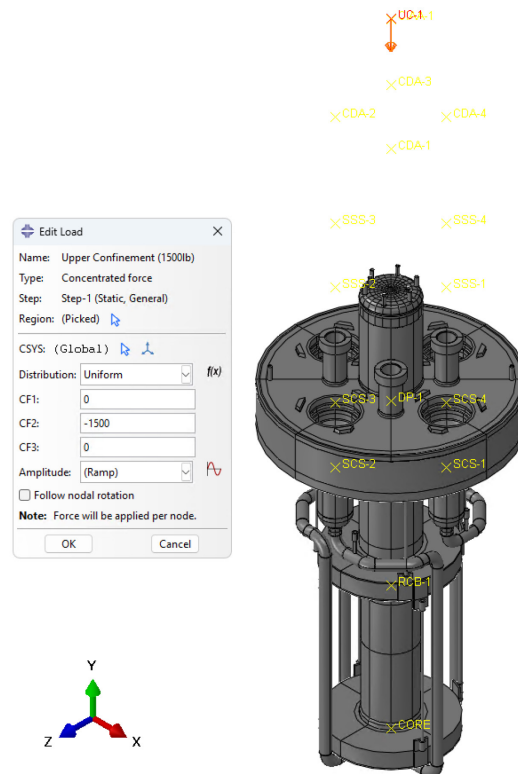 UC-1
CDA-3
CDA-2
CDA-4
CDA-1
SSS-3
SSS-4
SSS-2
SSS-1
Edit Load
Name: Upper Confinement (1500lb)
Type: Concentrated force
Step: Step-1 (Static, General)
Region: (Picked)
CSYS: (Global)
Distribution: Uniform f(x)
CF1: 0
CF2: -1500
CF3: 0
Amplitude: (Ramp)
Follow nodal rotation
Note: Force will be applied per node.
OK Cancel
SCS-3
DP-1
SCS-4
SCS-2
SCS-1
RCB-1
CORE
Y
Z
X